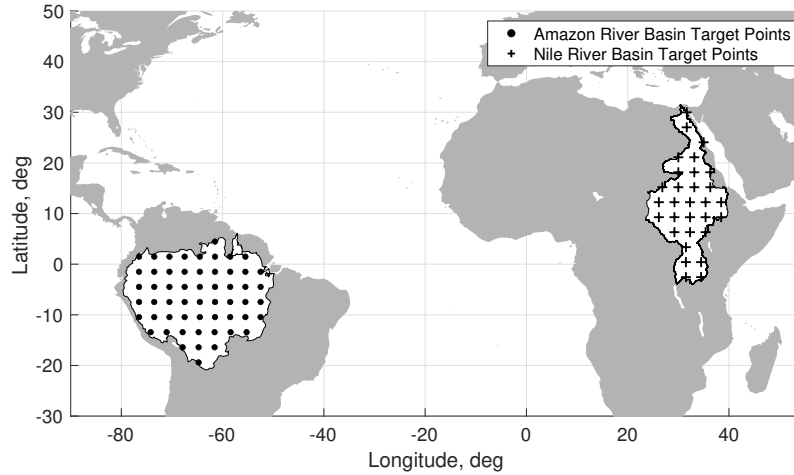 50
40
30
20
10
0
-10
-20
-30
Latitude, deg
Amazon River Basin Target Points
Nile River Basin Target Points
-80 -60 -40 -20 0 20 40
Longitude, deg